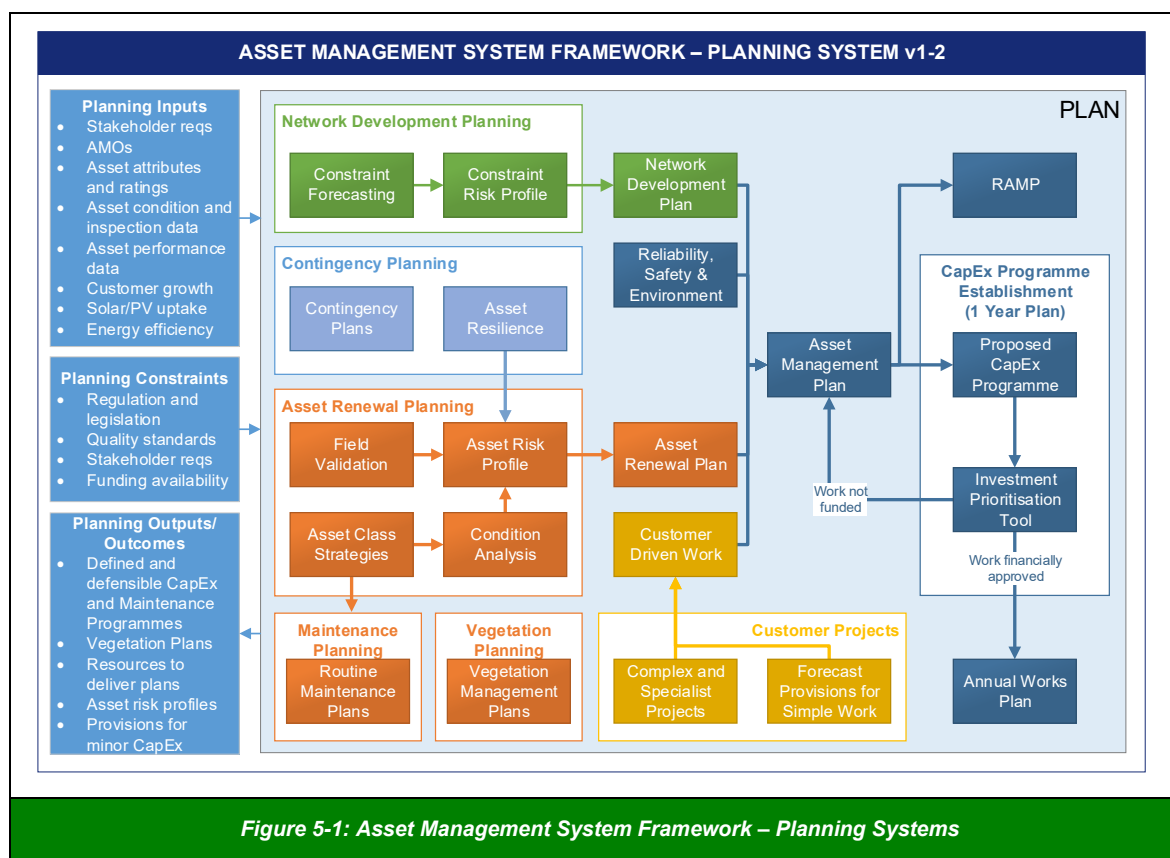 ASSET MANAGEMENT SYSTEM FRAMEWORK – PLANNING SYSTEM v1-2
Planning Inputs
• Stakeholder reqs
• AMOs
• Asset attributes
and ratings
• Asset condition and
inspection data
• Asset performance
data
• Customer growth
• Solar/PV uptake
• Energy efficiency
Planning Constraints
• Regulation and
legislation
• Quality standards
• Stakeholder reqs
• Funding availability
Planning Outputs/
Outcomes
• Defined and
defensible CapEx
and Maintenance
Programmes
• Vegetation Plans
• Resources to
deliver plans
• Asset risk profiles
• Provisions for
minor CapEx
PLAN
Network Development Planning
Constraint
Forecasting
Constraint
Risk Profile
Network
Development
Plan
RAMP
Contingency Planning
Contingency
Plans
Asset
Resilience
Reliability,
Safety &
Environment
CapEx Programme
Establishment
(1 Year Plan)
Asset
Management
Plan
Proposed
CapEx
Programme
Asset Renewal Planning
Field
Validation
Asset Risk
Profile
Asset
Renewal Plan
Work not
funded
Investment
Prioritisation
Tool
Asset Class
Strategies
Condition
Analysis
Customer
Driven Work
Work financially
approved
Maintenance
Planning
Routine
Maintenance
Plans
Vegetation
Planning
Vegetation
Management
Plans
Customer Projects
Complex and
Specialist
Projects
Forecast
Provisions for
Simple Work
Annual Works
Plan
Figure 5-1: Asset Management System Framework – Planning Systems